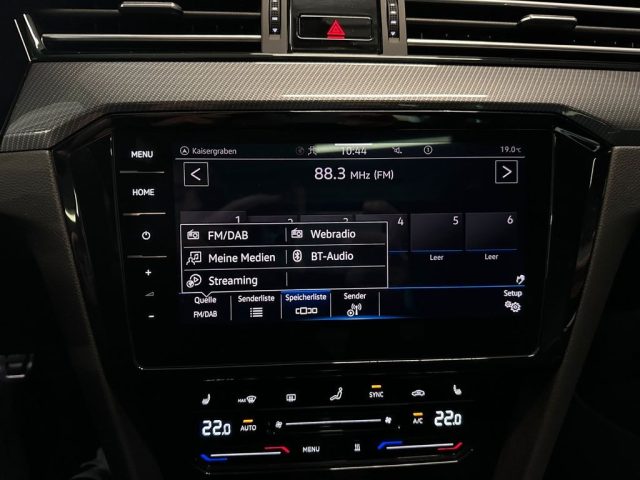 MENU
Kaisergraben
10:44
19.0°C
88.3 MHz (FM)
HOME
1
4
5
6
FM/DAB
Webradio
Meine Medien
BT-Audio
Leer
Leer
Streaming
Quelle
FM/DAB
Senderliste
Speicherliste
Sender
Setup
+
-
MAX
SYNC
22.0
AUTO
A/C
22.0
MENU